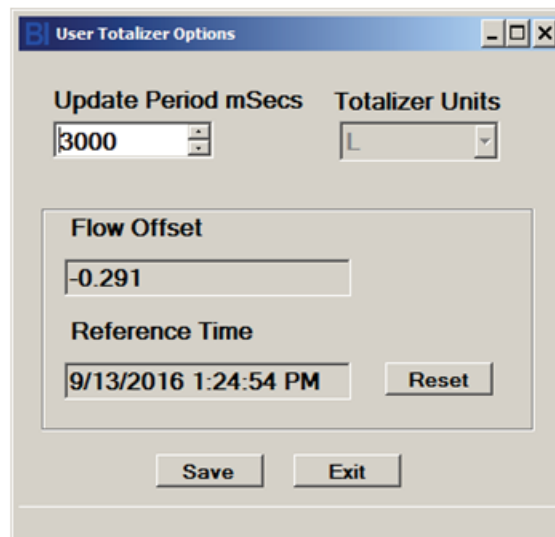 BI User Totalizer Options
Update Period mSecs
Totalizer Units
3000
L
Flow Offset
-0.291
Reference Time
9/13/2016 1:24:54 PM
Reset
Save
Exit